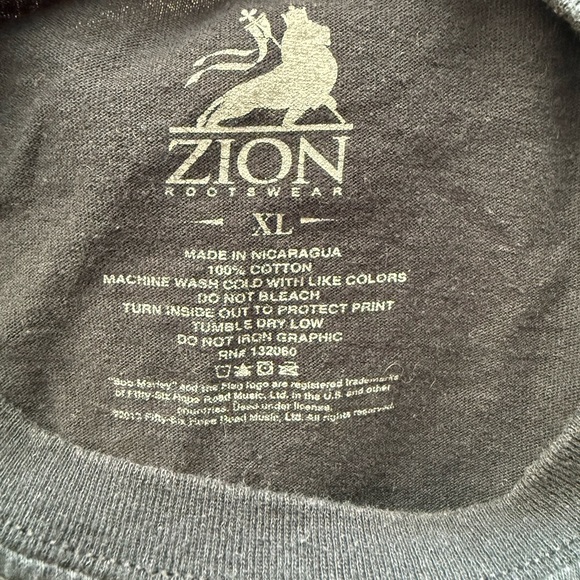 ZION
ROOTSWEAR
XL
MADE IN NICARAGUA
100% COTTON
MACHINE WASH COLD WITH LIKE COLORS
DO NOT BLEACH
TURN INSIDE OUT TO PROTECT PRINT
TUMBLE DRY LOW
DO NOT IRON GRAPHIC
RN# 132060
"Bob Marley" and the Flag logo are registered trademarks
of Fifty-Six Hope Road Music, Ltd. in the U.S. and other
countries. Used under license.
©2013 Fifty-Six Hope Road Music, Ltd. All rights reserved.